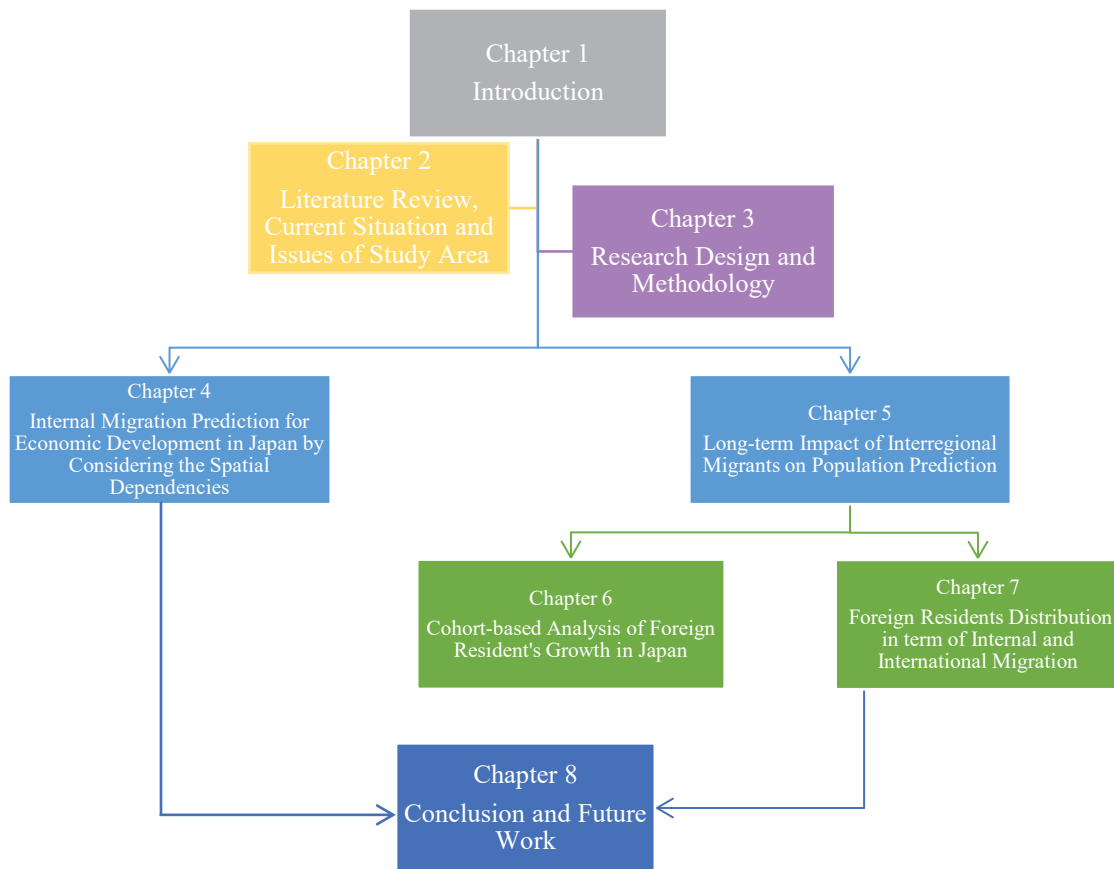 Chapter 1
Introduction
Chapter 2
Literature Review,
Current Situation and
Issues of Study Area
Chapter 3
Research Design and
Methodology
Chapter 4
Internal Migration Prediction for
Economic Development in Japan by
Considering the Spatial
Dependencies
Chapter 5
Long-term Impact of Interregional
Migrants on Population Prediction
Chapter 6
Cohort-based Analysis of Foreign
Resident's Growth in Japan
Chapter 7
Foreign Residents Distribution
in term of Internal and
International Migration
Chapter 8
Conclusion and Future
Work